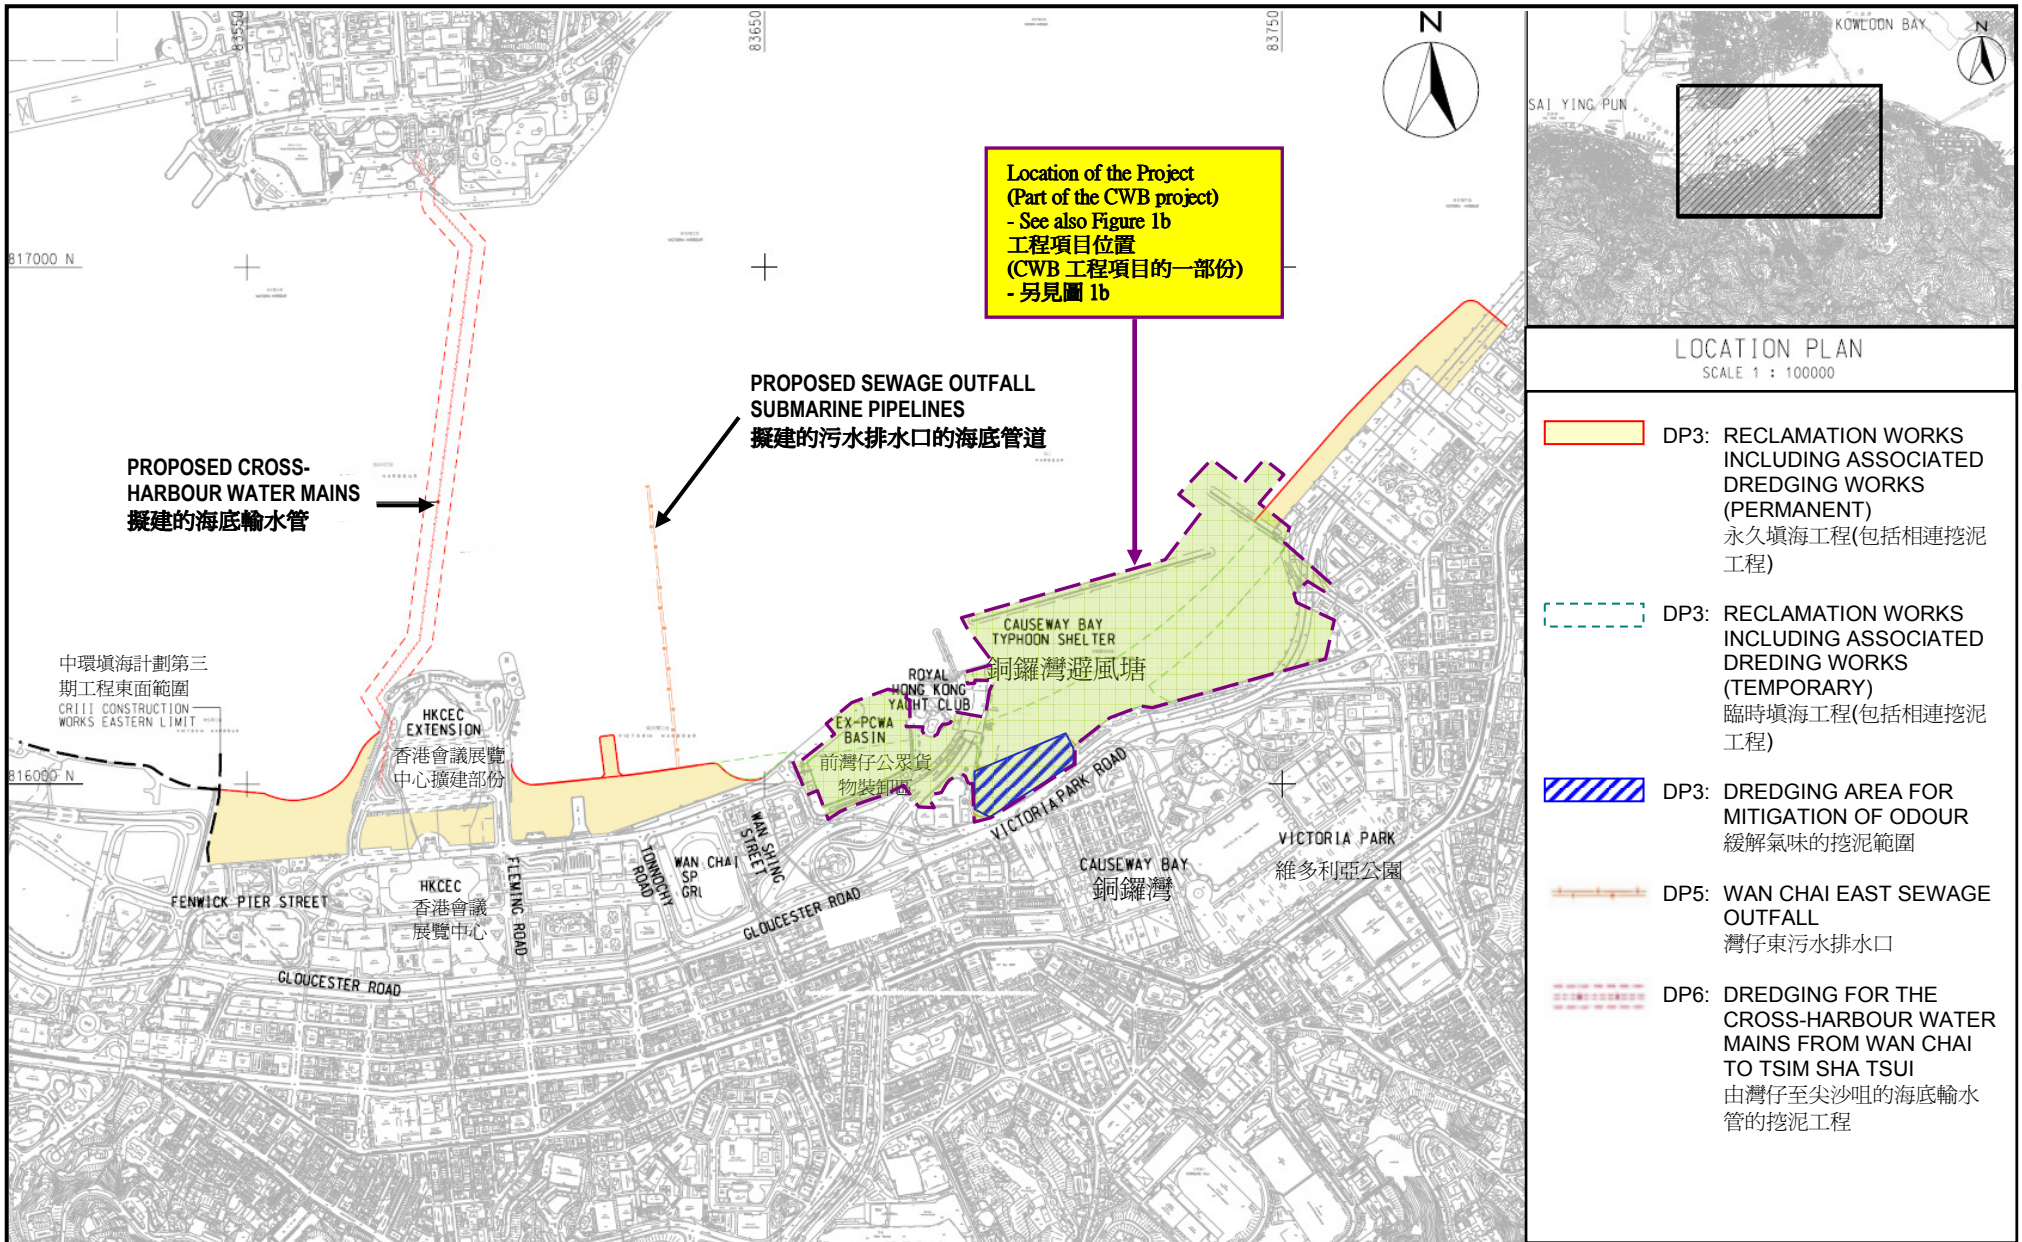 83550
83650
83750
N
817000 N
816000 N
Location of the Project
(Part of the CWB project)
- See also Figure 1b
工程項目位置
(CWB 工程項目的一部份)
- 另見圖 1b
PROPOSED SEWAGE OUTFALL
SUBMARINE PIPELINES
擬建的污水排水口的海底管道
PROPOSED CROSS-
HARBOUR WATER MAINS
擬建的海底輸水管
中環填海計劃第三
期工程東面範圍
CRIII CONSTRUCTION
WORKS EASTERN LIMIT
HKCEC
EXTENSION
香港會議展覽
中心擴建部份
CAUSEWAY BAY
TYPHOON SHELTER
銅鑼灣避風塘
ROYAL
HONG KONG
YACHT CLUB
EX-PCWA
BASIN
前灣仔公眾貨
物裝卸區
FENWICK PIER STREET
HKCEC
香港會議
展覽中心
FLEMING ROAD
TONNOCHY
ROAD
WAN CHAI
SP
GRL
WAN SHING
STREET
GLOUCESTER ROAD
GLOUCESTER ROAD
VICTORIA PARK ROAD
CAUSEWAY BAY
銅鑼灣
VICTORIA PARK
維多利亞公園
KOWLOON BAY
N
SAI YING PUN
LOCATION PLAN
SCALE 1 : 100000
DP3: RECLAMATION WORKS
INCLUDING ASSOCIATED
DREDGING WORKS
(PERMANENT)
永久填海工程(包括相連挖泥
工程)
DP3: RECLAMATION WORKS
INCLUDING ASSOCIATED
DREDING WORKS
(TEMPORARY)
臨時填海工程(包括相連挖泥
工程)
DP3: DREDGING AREA FOR
MITIGATION OF ODOUR
緩解氣味的挖泥範圍
DP5: WAN CHAI EAST SEWAGE
OUTFALL
灣仔東污水排水口
DP6: DREDGING FOR THE
CROSS-HARBOUR WATER
MAINS FROM WAN CHAI
TO TSIM SHA TSUI
由灣仔至尖沙咀的海底輸水
管的挖泥工程